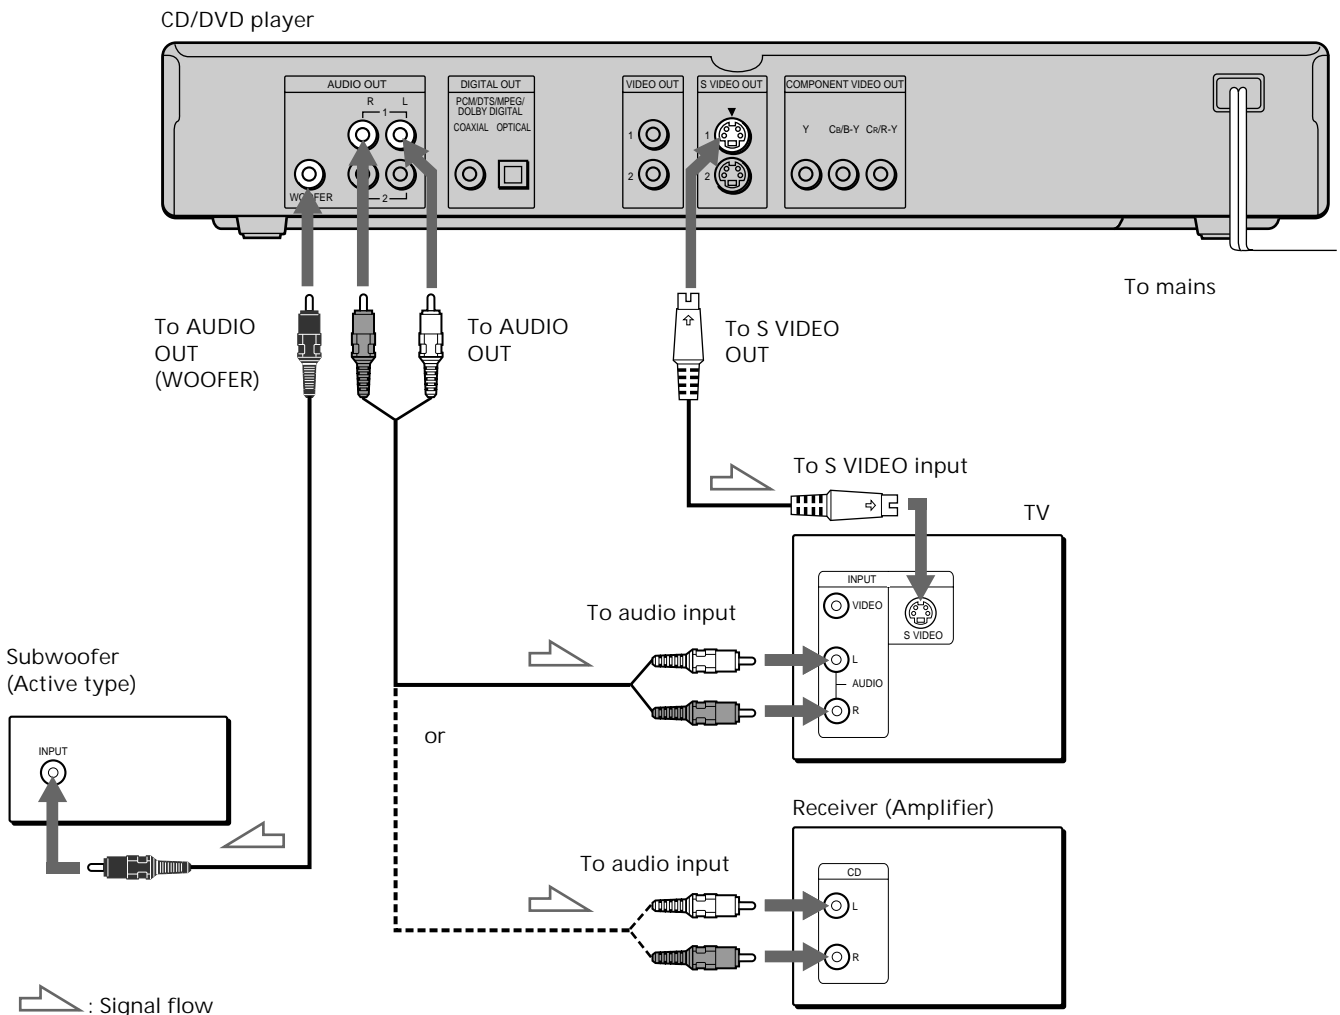 CD/DVD player
AUDIO OUT
R L
1
2
WOOFER
DIGITAL OUT
PCM/DTS/MPEG/
DOLBY DIGITAL
COAXIAL OPTICAL
VIDEO OUT
1
2
S VIDEO OUT
1
2
COMPONENT VIDEO OUT
Y CB/B-Y CR/R-Y
To mains
To AUDIO
OUT
(WOOFER)
To AUDIO
OUT
To S VIDEO
OUT
To S VIDEO input
TV
INPUT
VIDEO
S VIDEO
L
AUDIO
R
To audio input
Subwoofer
(Active type)
INPUT
or
Receiver (Amplifier)
To audio input
CD
L
R
: Signal flow